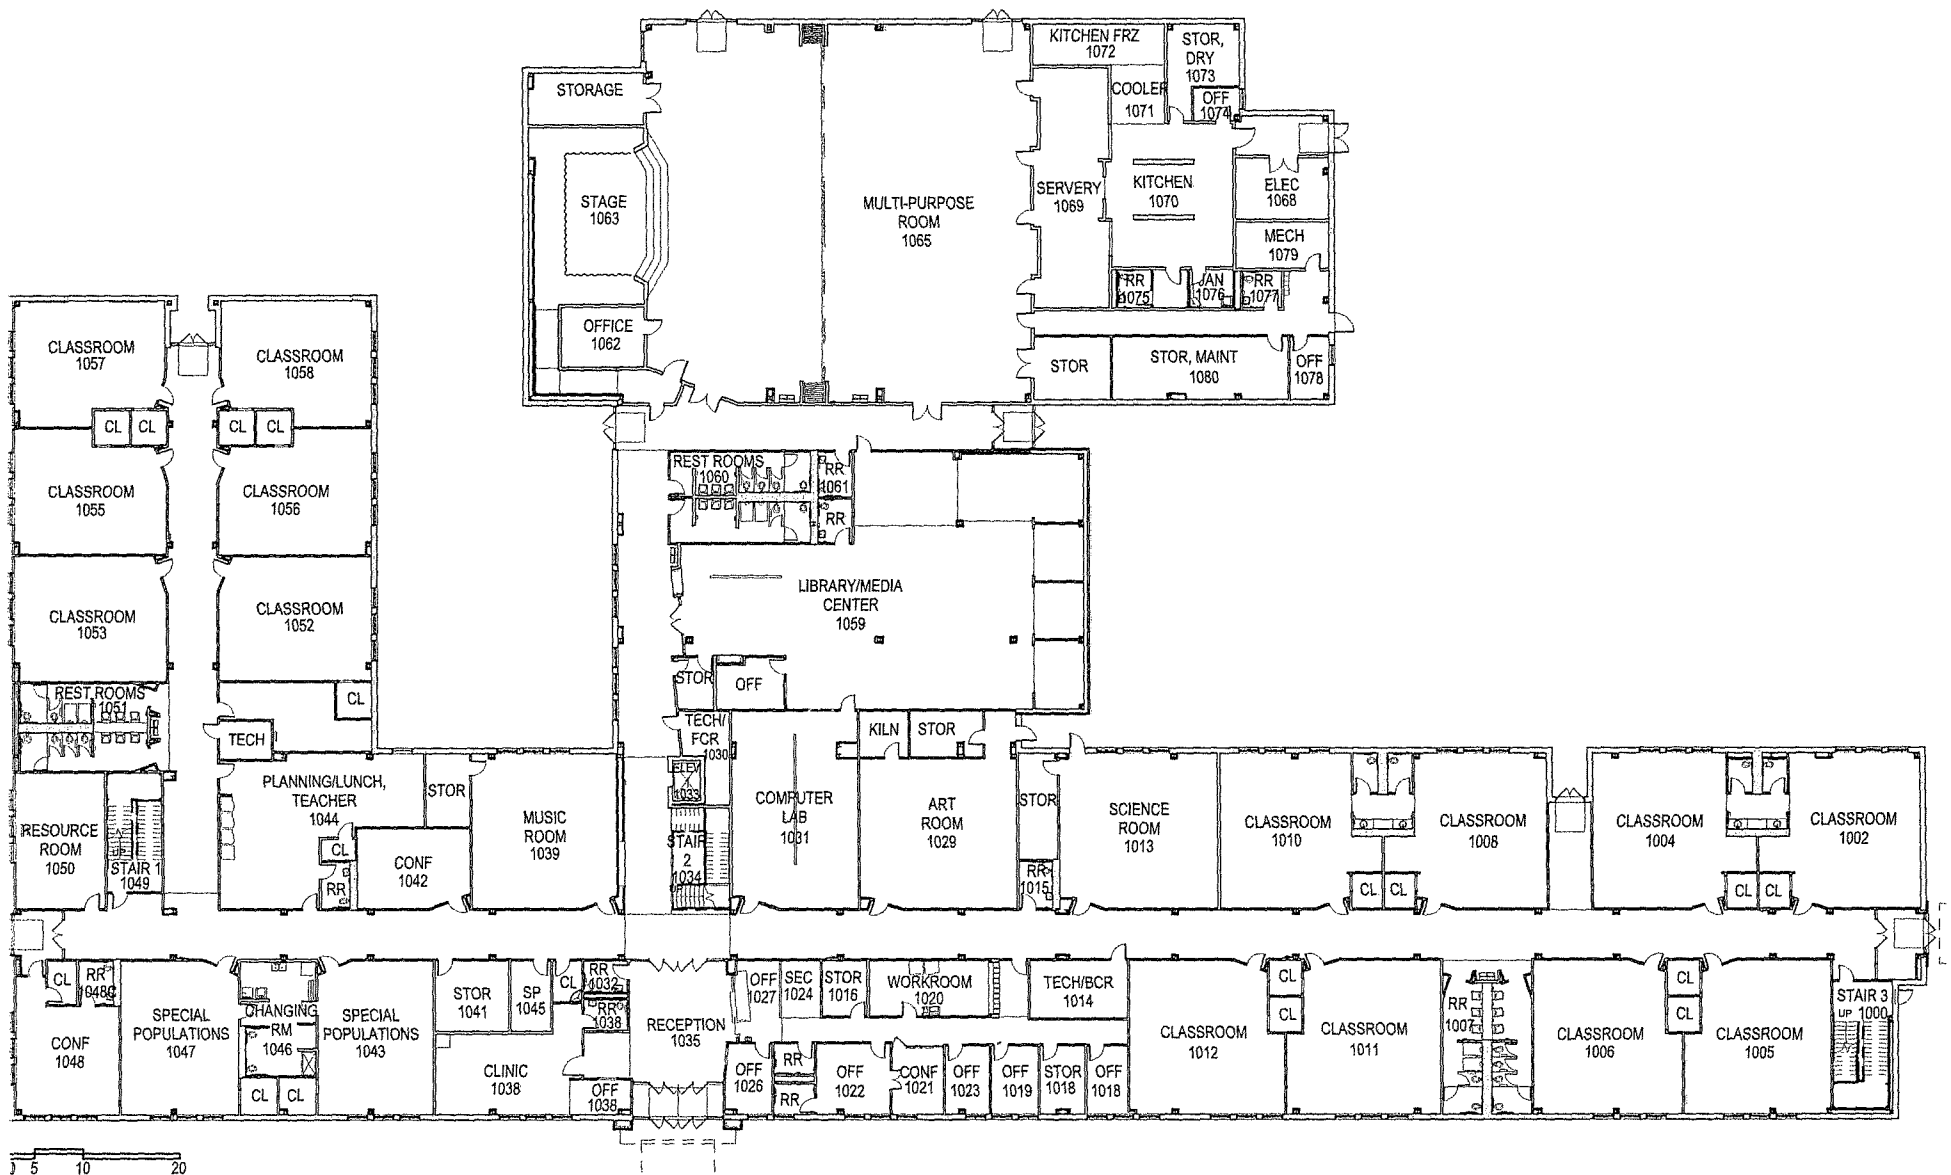 KITCHEN FRZ
1072
STOR,
DRY
1073
STORAGE
COOLER
1071
OFF
1074
STAGE
1063
MULTI-PURPOSE
ROOM
1065
SERVERY
1069
KITCHEN
1070
ELEC
1068
MECH
1079
RR
1075
JAN
1076
RR
1077
OFFICE
1062
STOR
STOR, MAINT
1080
OFF
1078
CLASSROOM
1057
CLASSROOM
1058
CL
CL
CL
CL
CLASSROOM
1055
CLASSROOM
1056
REST ROOMS
1060
RR
1061
RR
CLASSROOM
1053
CLASSROOM
1052
LIBRARY/MEDIA
CENTER
1059
STOR
OFF
REST ROOMS
1051
CL
TECH
TECH/
FCR
1030
KILN
STOR
PLANNING/LUNCH,
TEACHER
1044
STOR
ELEV
1033
RESOURCE
ROOM
1050
STAIR 1
1049
CL
RR
CONF
1042
MUSIC
ROOM
1039
STAIR
2
1034
COMPUTER
LAB
1031
ART
ROOM
1029
STOR
RR
1015
SCIENCE
ROOM
1013
CLASSROOM
1010
CLASSROOM
1008
CL
CL
CLASSROOM
1004
CLASSROOM
1002
CL
CL
CL
RR
1048C
CONF
1048
SPECIAL
POPULATIONS
1047
CHANGING
RM
1046
CL
CL
SPECIAL
POPULATIONS
1043
STOR
1041
SP
1045
CL
RR
1032
RR
1038
CLINIC
1038
OFF
1038
RECEPTION
1035
OFF
1027
SEC
1024
STOR
1016
WORKROOM
1020
TECH/BCR
1014
OFF
1026
RR
RR
OFF
1022
CONF
1021
OFF
1023
OFF
1019
STOR
1018
OFF
1018
CLASSROOM
1012
CL
CL
CLASSROOM
1011
RR
1007
CLASSROOM
1006
CL
CL
CLASSROOM
1005
STAIR 3
1000
UP
5 10 20